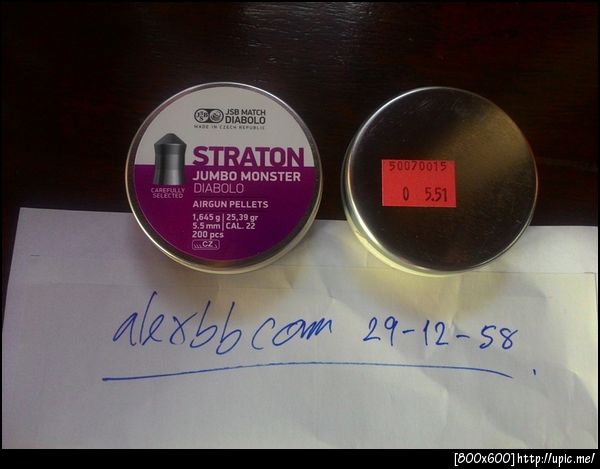 JSB MATCH
DIABOLO
MADE IN CZECH REPUBLIC
STRATON
JUMBO MONSTER
DIABOLO
CAREFULLY
SELECTED
AIRGUN PELLETS
1,645 g | 25,39 gr
5.5 mm | CAL. 22
200 pcs
CZ
50070015
0 5.51
alexbbcom 29-12-58
[800x600]http://upic.me/